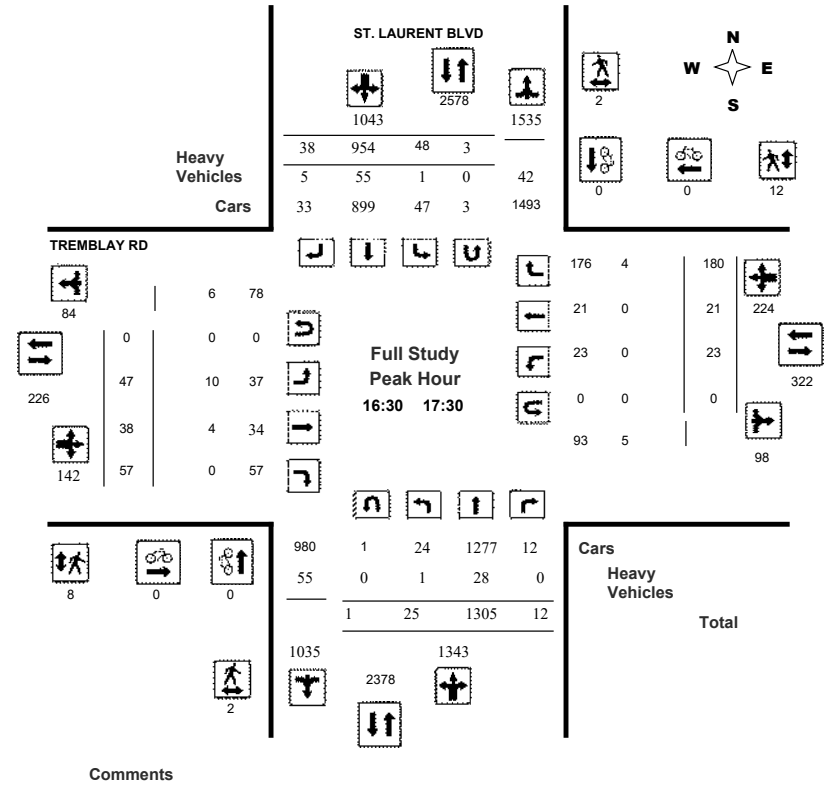 ST. LAURENT BLVD
N
W E
S
2578
2
1043 1535
38 954 48 3
Heavy
Vehicles
5 55 1 0 42
Cars 33 899 47 3 1493
0 0 12
TREMBLAY RD
176 4 180
6 78
84
21 0 21 224
0 0 0
Full Study
Peak Hour
16:30 17:30
23 0 23
322
226
47 10 37
0 0 0
38 4 34
93 5
98
142
57 0 57
980 1 24 1277 12 Cars
55 0 1 28 0 Heavy
Vehicles
8 0 0
1 25 1305 12
Total
1035 1343
2378
2
Comments